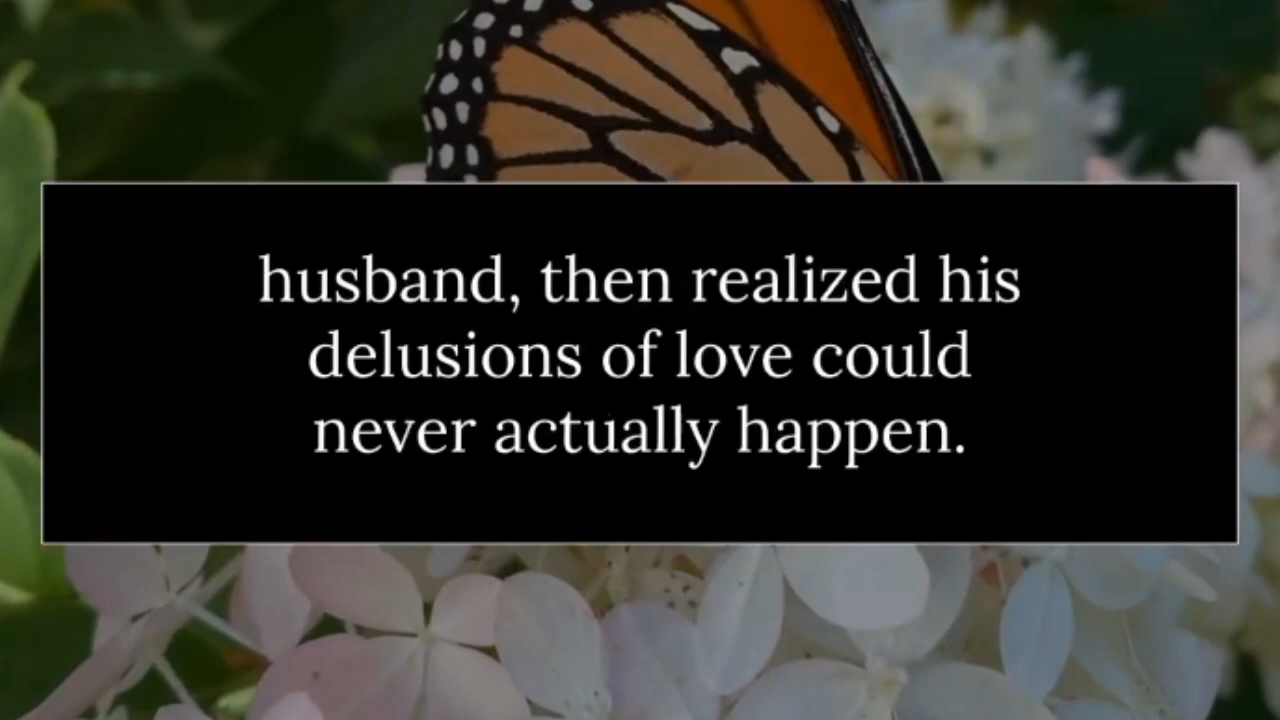 husband, then realized his
delusions of love could
never actually happen.